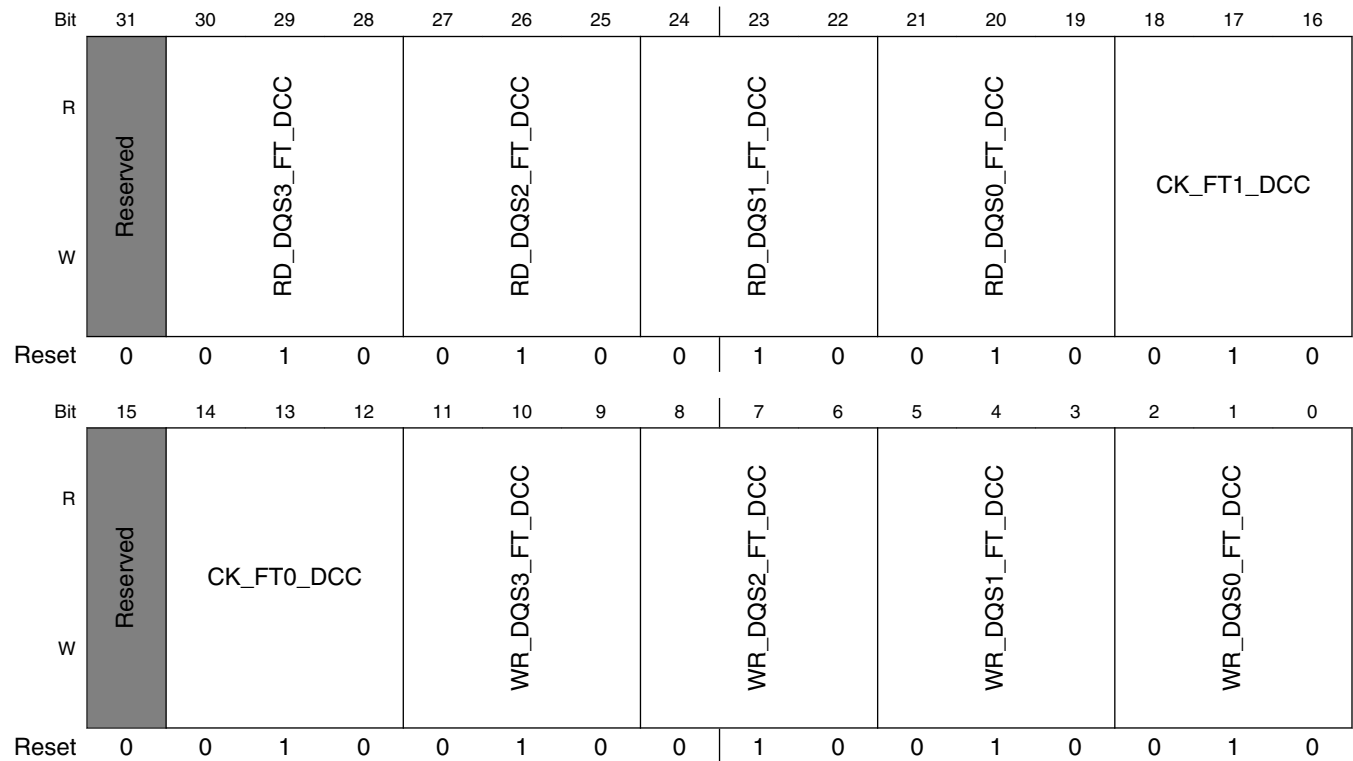 Bit 31 30 29 28 27 26 25 24 23 22 21 20 19 18 17 16
R
W
Reserved
RD_DQS3_FT_DCC
RD_DQS2_FT_DCC
RD_DQS1_FT_DCC
RD_DQS0_FT_DCC
CK_FT1_DCC
Reset 0 0 1 0 0 1 0 0 1 0 0 1 0 0 1 0
Bit 15 14 13 12 11 10 9 8 7 6 5 4 3 2 1 0
R
W
Reserved
CK_FT0_DCC
WR_DQS3_FT_DCC
WR_DQS2_FT_DCC
WR_DQS1_FT_DCC
WR_DQS0_FT_DCC
Reset 0 0 1 0 0 1 0 0 1 0 0 1 0 0 1 0